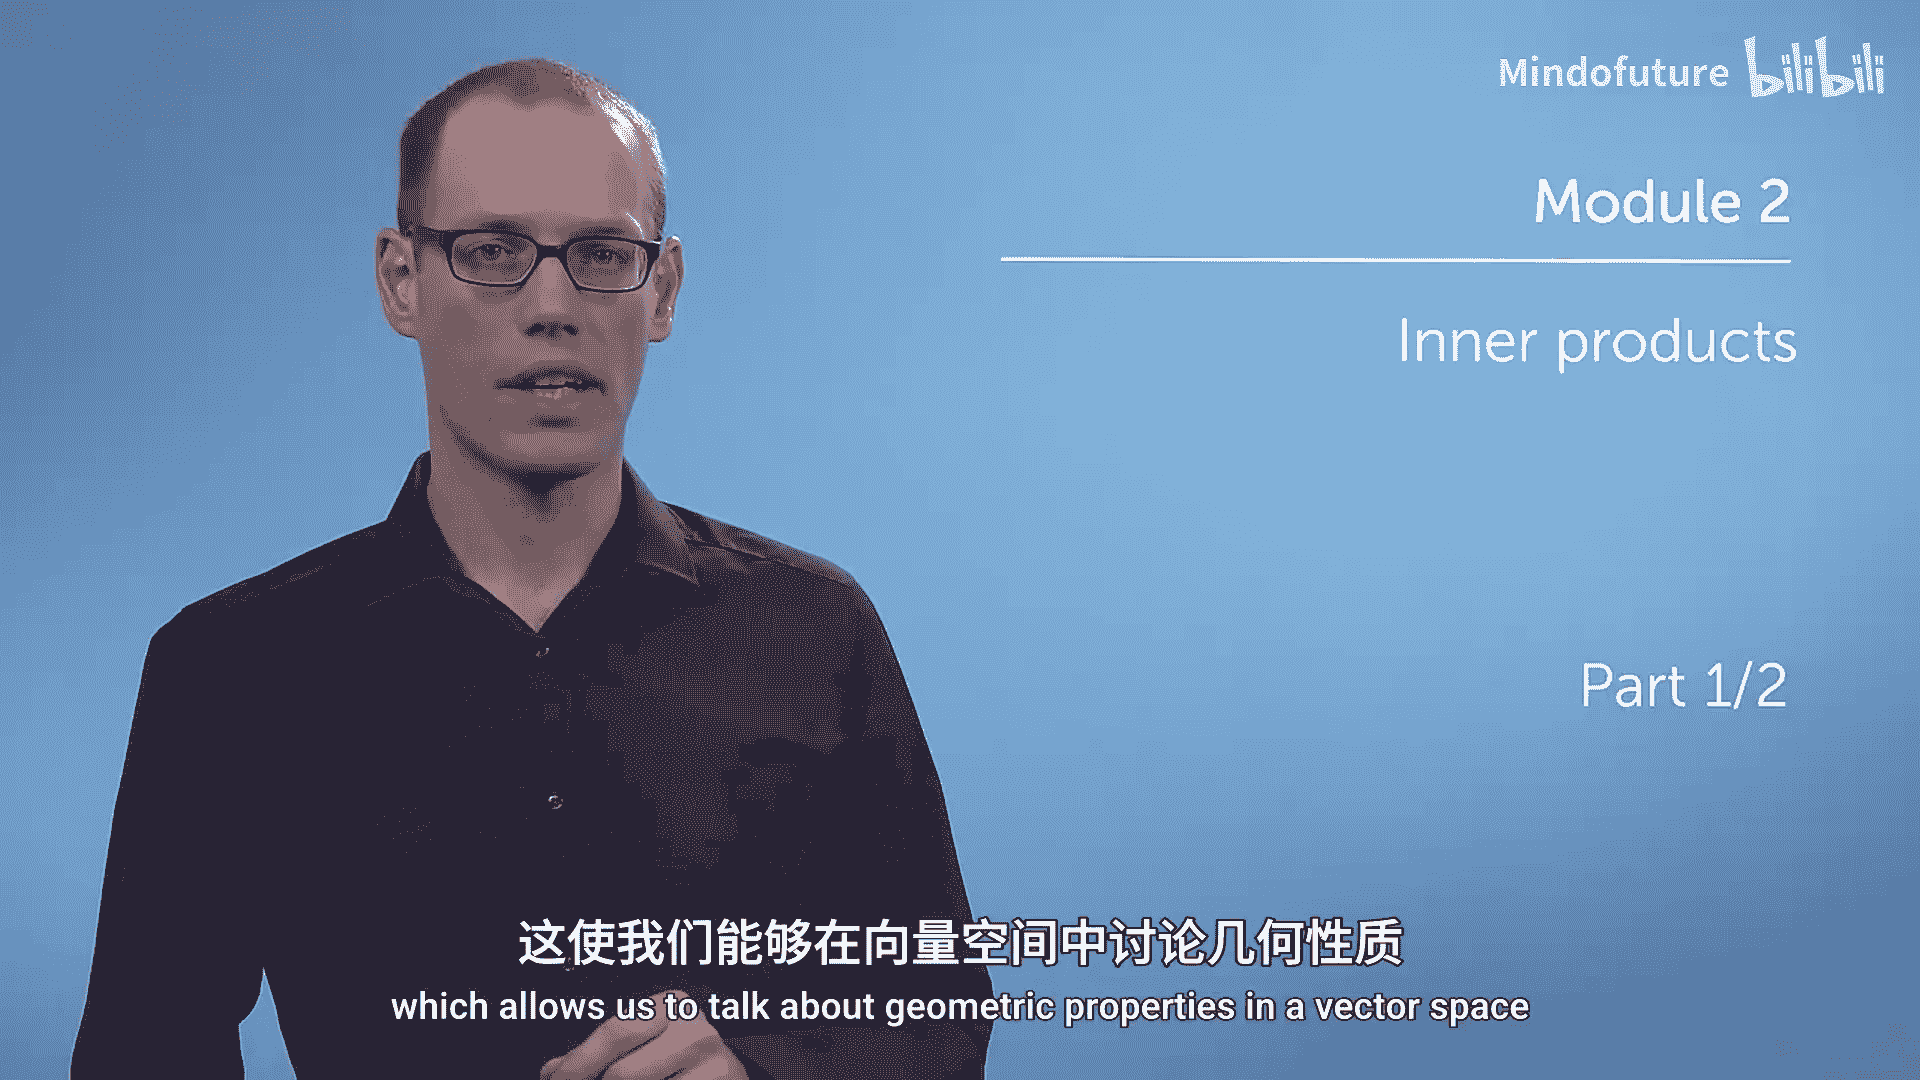 Mindofuture bilibili
Module 2
Inner products
Part 1/2
这使我们能够在向量空间中讨论几何性质
which allows us to talk about geometric properties in a vector space